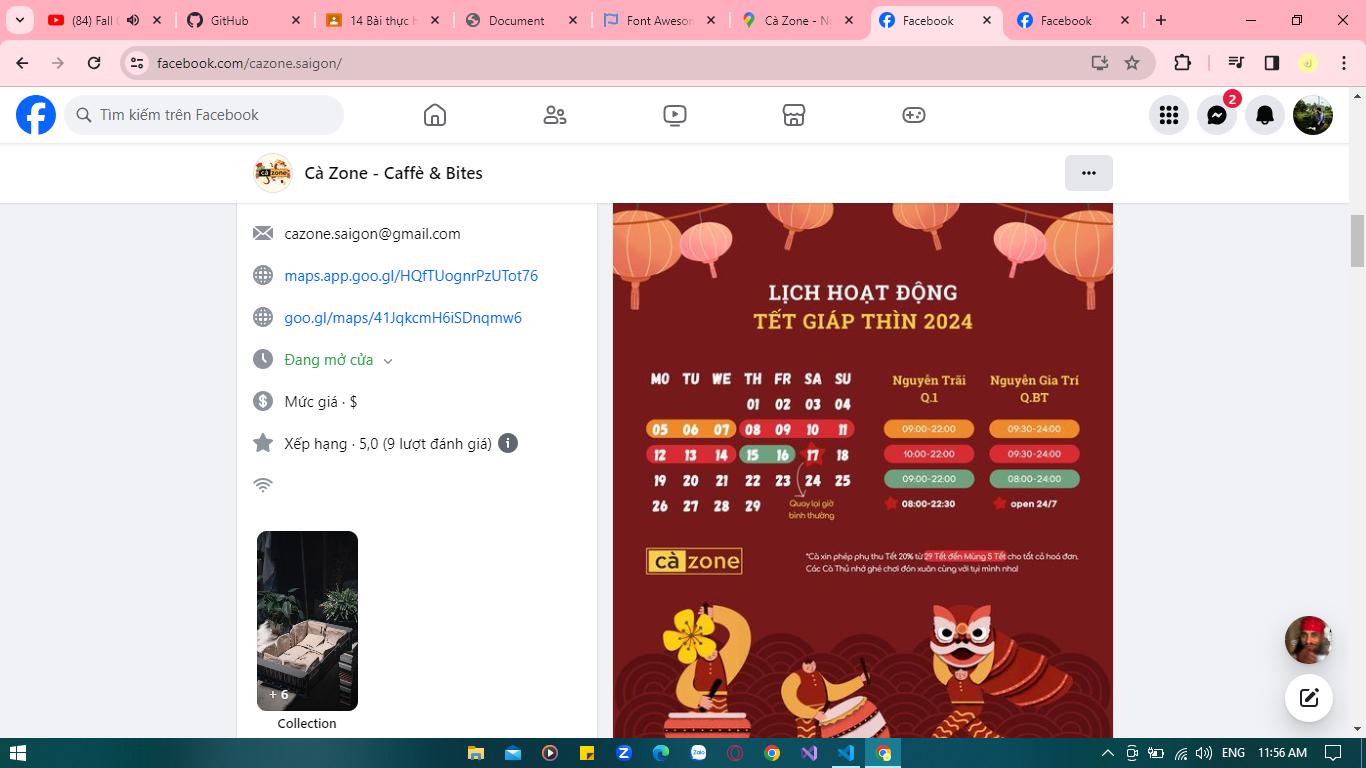 (84) Fall
GitHub
14 Bài thực h
Document
Font Aweson
Cà Zone - No
Facebook
Facebook
facebook.com/cazone.saigon/
d
Tìm kiếm trên Facebook
2
cà zone
Cà Zone - Caffè & Bites
cazone.saigon@gmail.com
maps.app.goo.gl/HQfTUognrPzUTot76
goo.gl/maps/41JqkcmH6iSDnqmw6
Đang mở cửa
Mức giá · $
Xếp hạng · 5,0 (9 lượt đánh giá)
+ 6
Collection
LỊCH HOẠT ĐỘNG
TẾT GIÁP THÌN 2024
MO TU WE TH FR SA SU
01 02 03 04
05 06 07 08 09 10 11
12 13 14 15 16 17 18
19 20 21 22 23 24 25
26 27 28 29
Quay lại giờ
bình thường
Nguyễn Trãi
Q.1
09:00-22:00
10:00-22:00
09:00-22:00
08:00-22:30
Nguyễn Gia Trí
Q.BT
09:30-24:00
09:30-24:00
08:00-24:00
open 24/7
cà zone
*Cà xin phép phụ thu Tết 20% từ 29 Tết đến Mùng 5 Tết cho tất cả hoá đơn.
Các Cà Thủ nhớ ghé chơi đón xuân cùng với tụi mình nha!
Zalo
ENG
11:56 AM